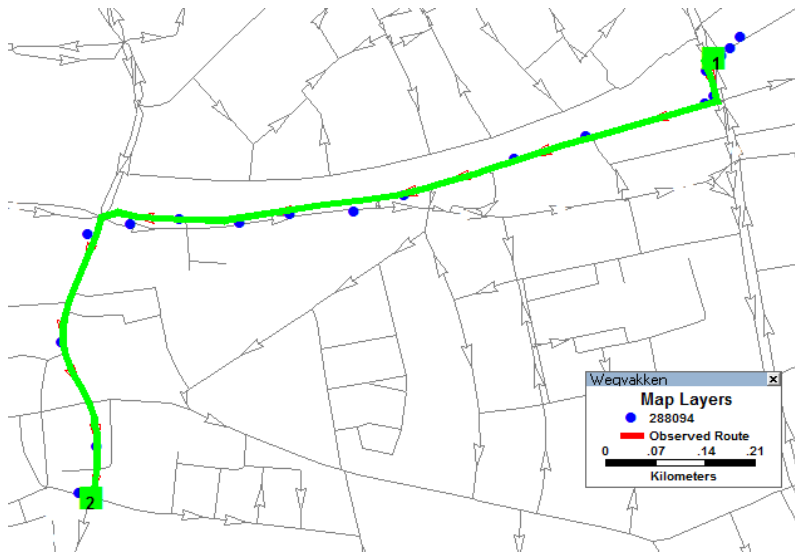 1
2
Wegvakken
Map Layers
288094
Observed Route
0 .07 .14 .21
Kilometers